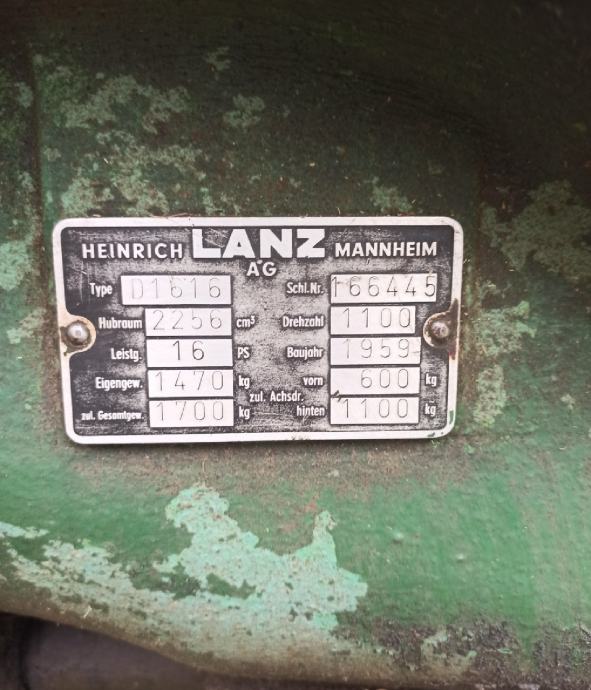 HEINRICH LANZ MANNHEIM
AG
Type D1616 Schl.Nr. 166445
Hubraum 2256 cm³ Drehzahl 1100
Leistg. 16 PS Baujahr 1959
Eigengew. 1470 kg vorn 600 kg
zul. Achsdr.
zul. Gesamtgew. 1700 kg hinten 1100 kg